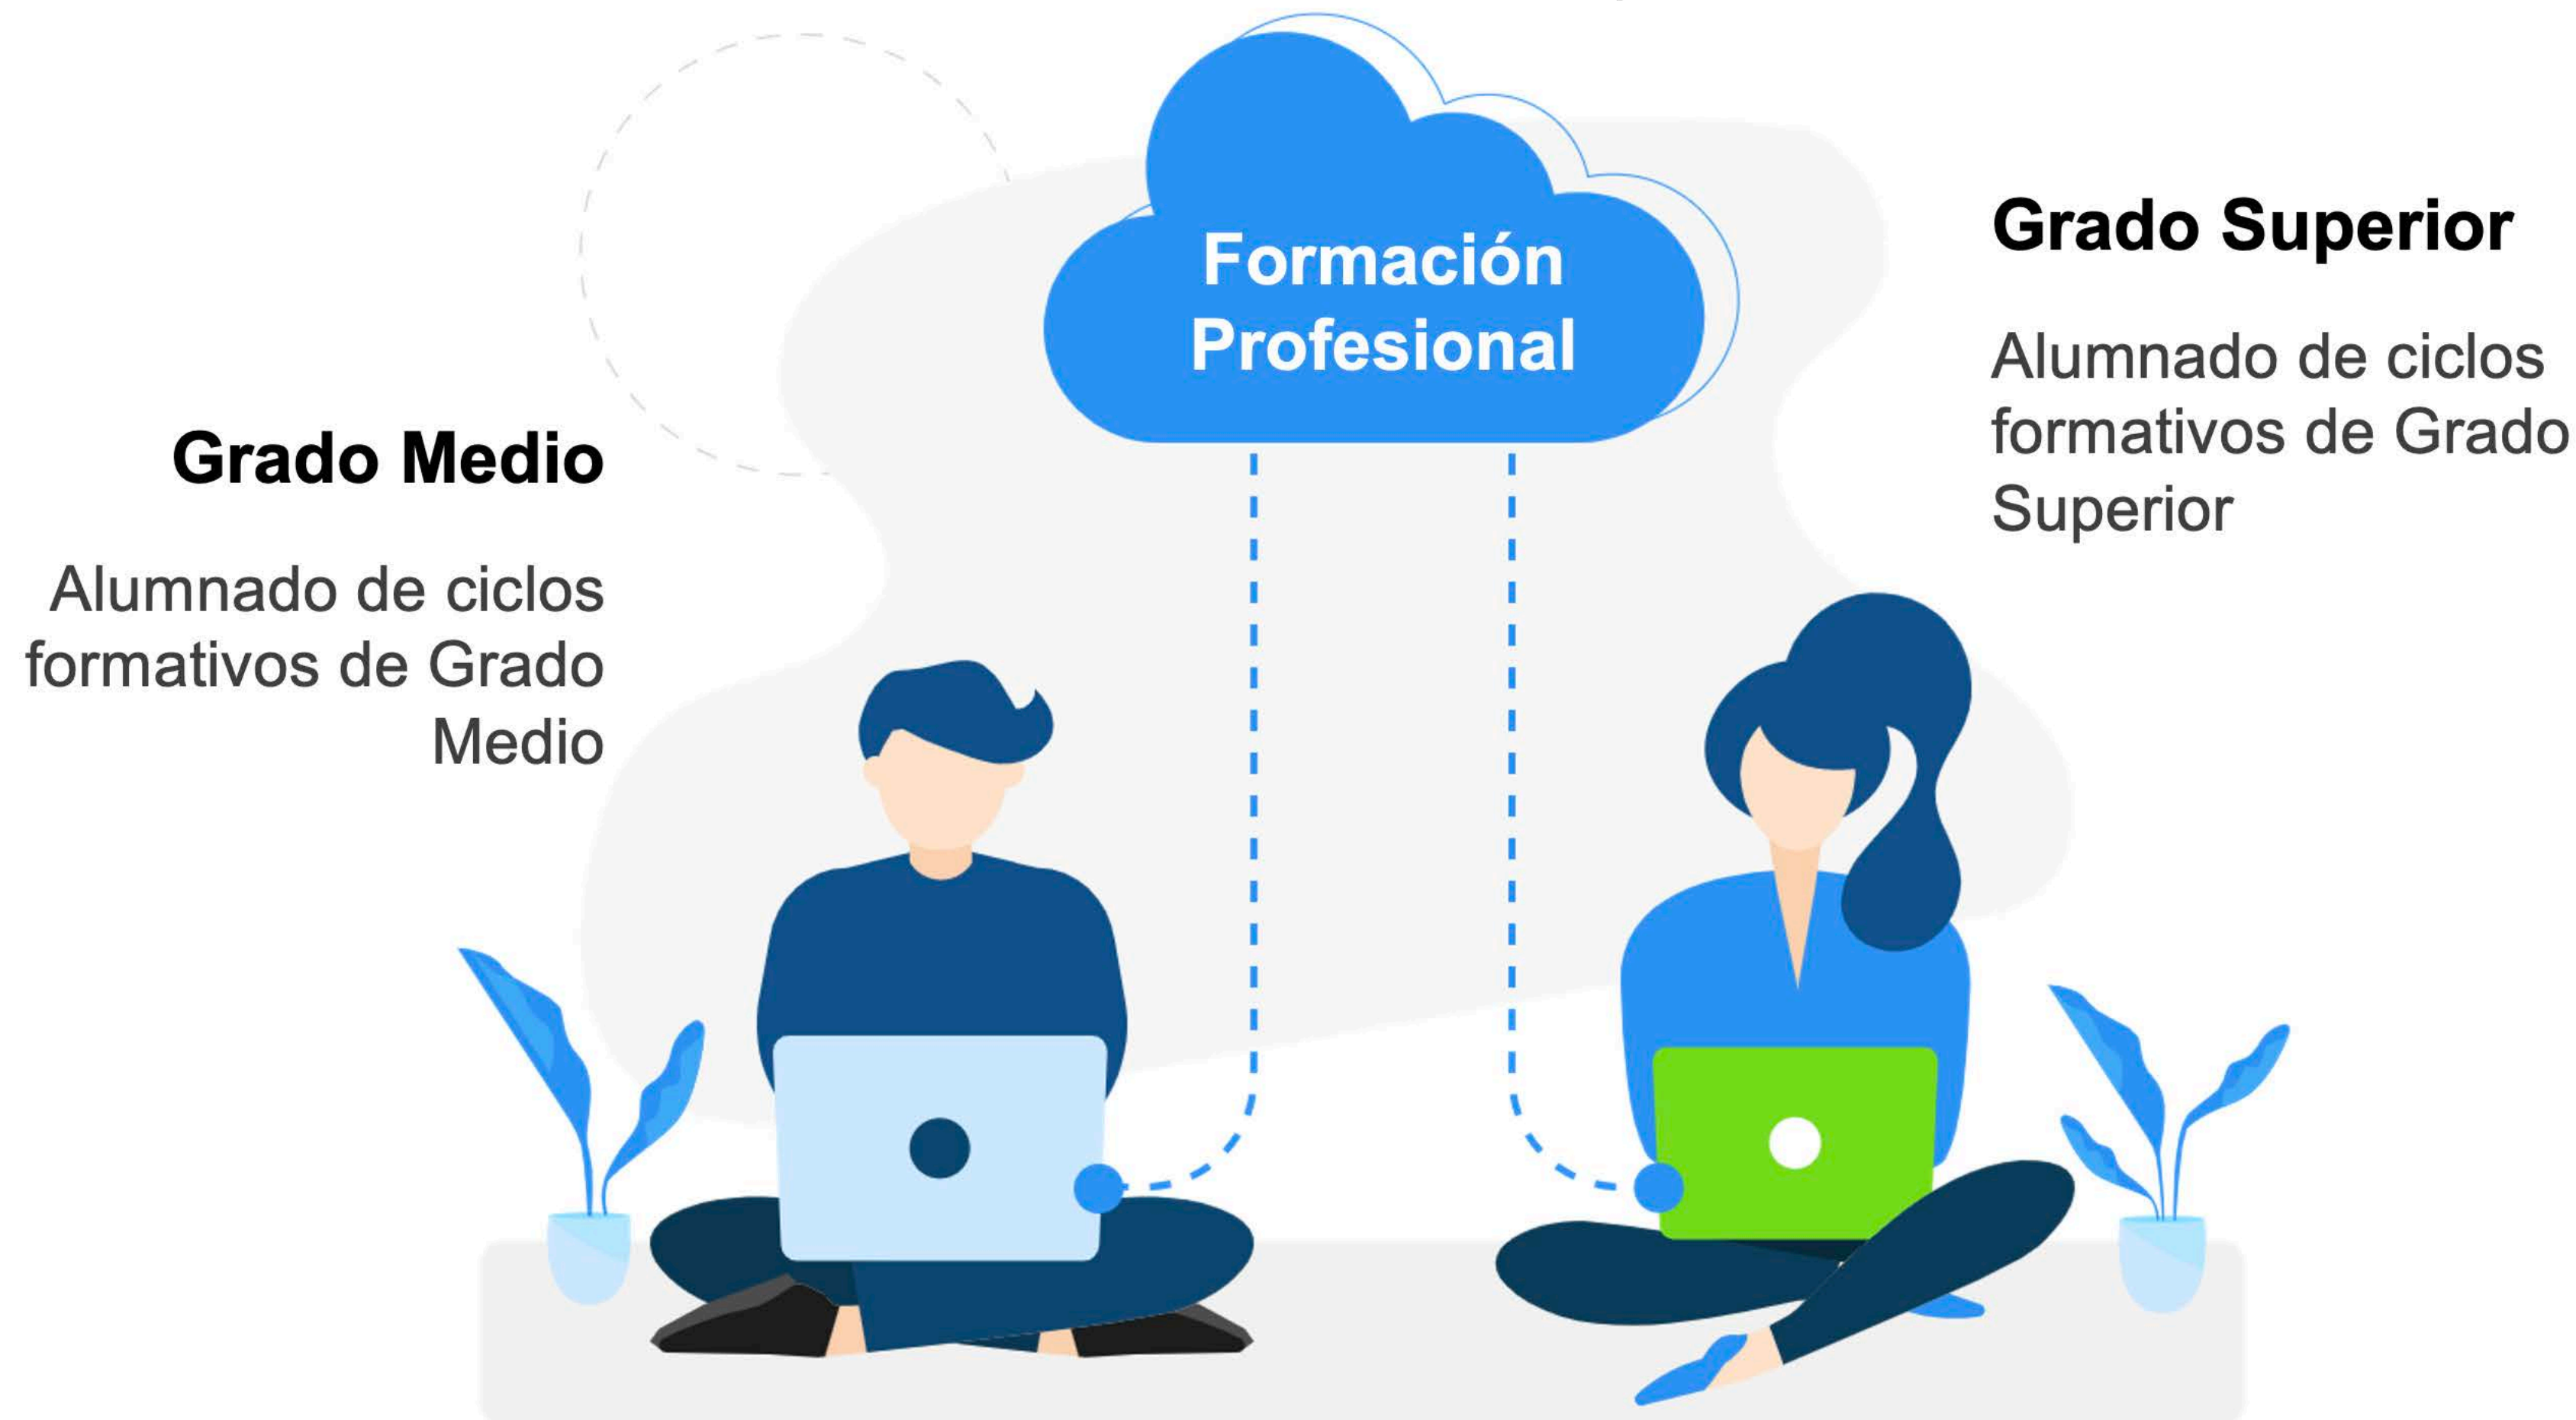 Formación
Profesional
Grado Superior
Alumnado de ciclos
formativos de Grado
Superior
Grado Medio
Alumnado de ciclos
formativos de Grado
Medio